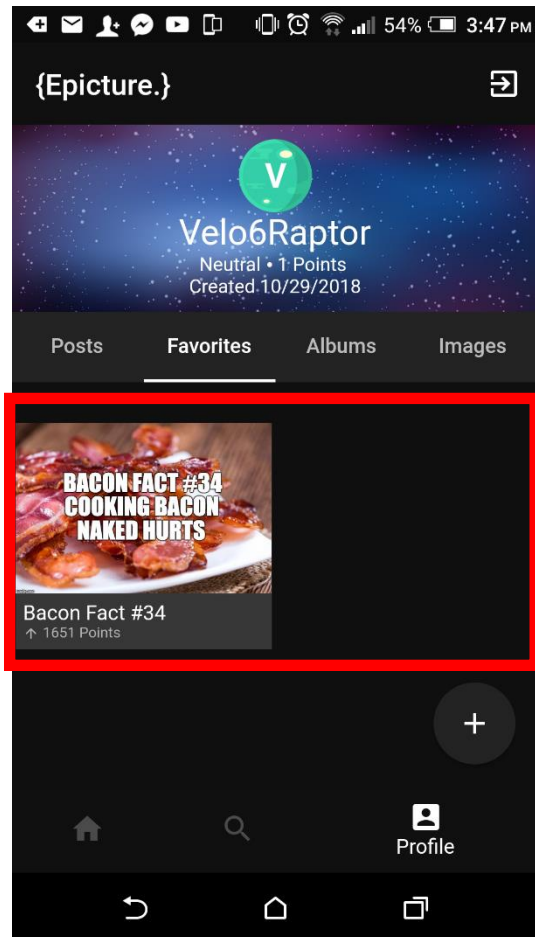 54% 3:47 PM
{Epicture.}
V
Velo6Raptor
Neutral • 1 Points
Created 10/29/2018
Posts Favorites Albums Images
BACON FACT #34
COOKING BACON
NAKED HURTS
Bacon Fact #34
↑ 1651 Points
+
Profile